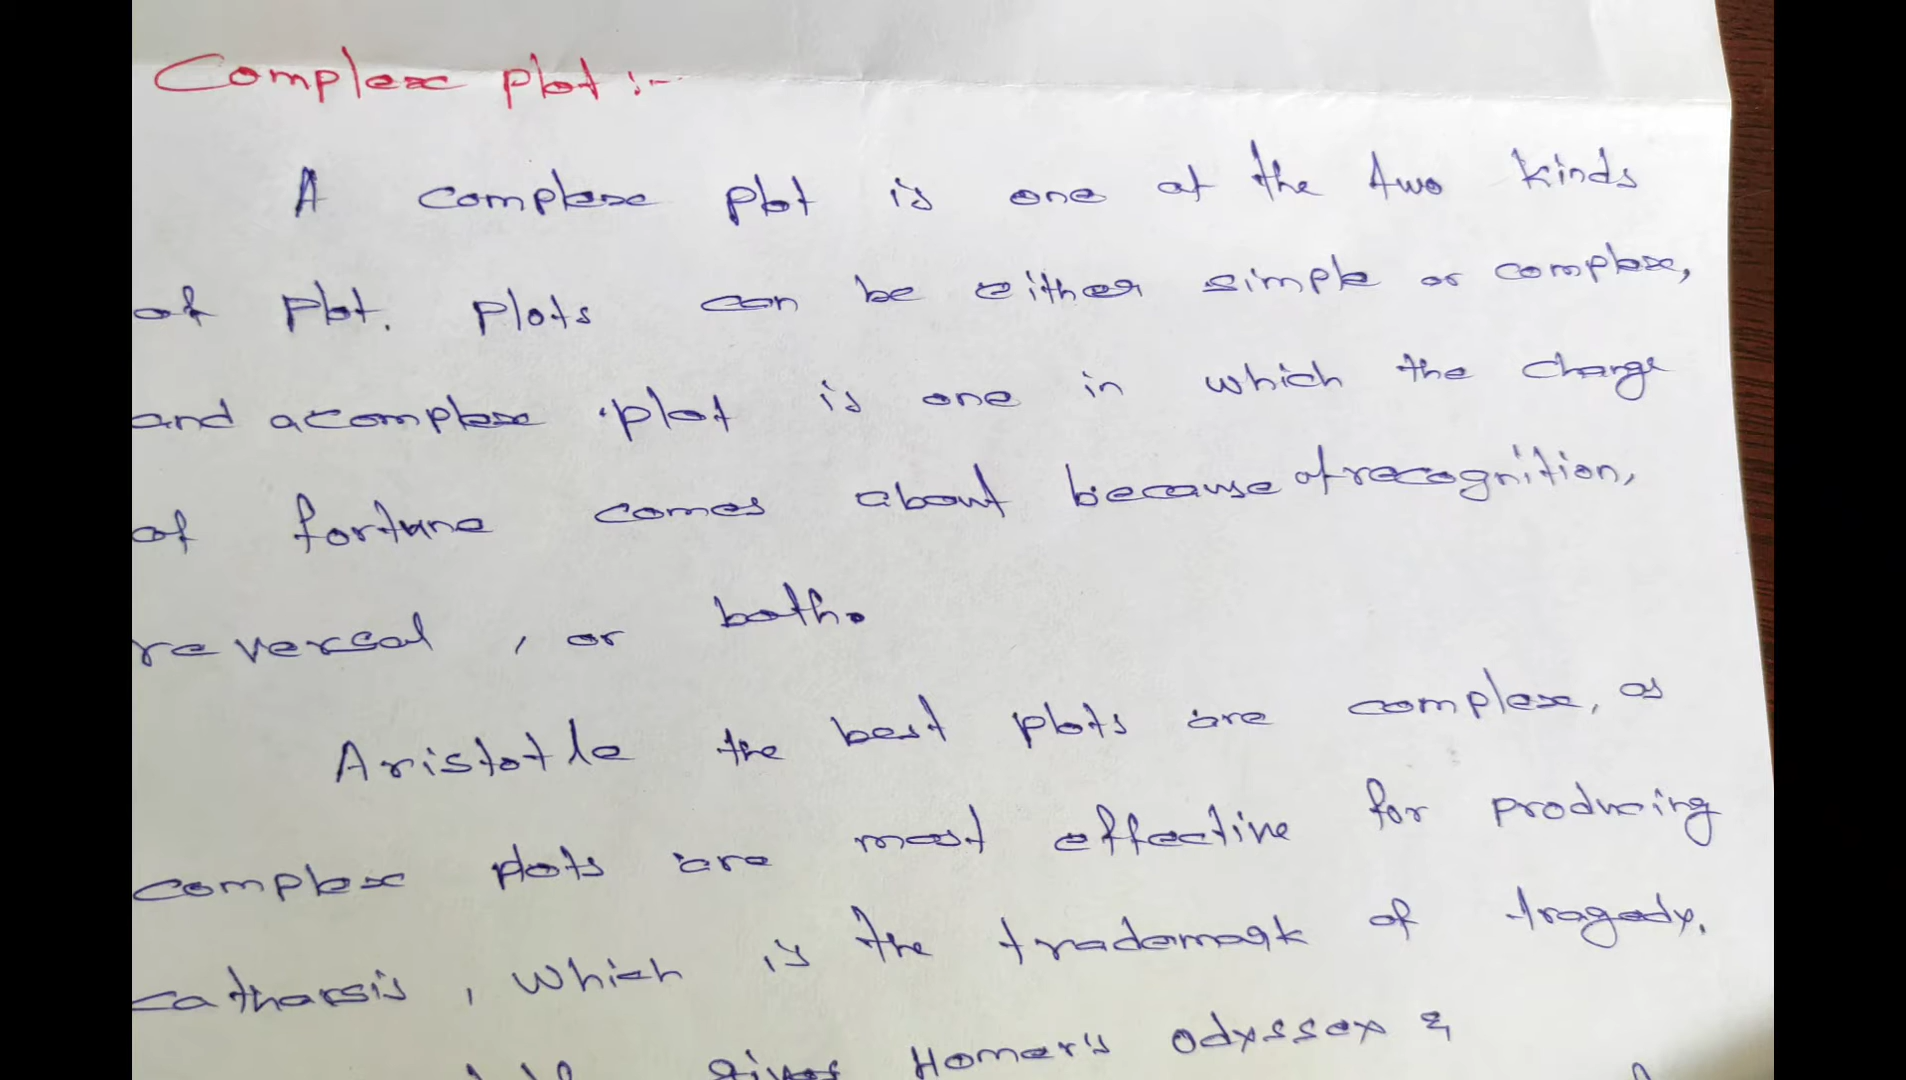 Complex plot :-
A complex plot is one of the two kinds
of plot. plots can be either simple or complex,
and a complex plot is one in which the change
of fortune comes about because of recognition,
reversal , or both.
Aristotle the best plots are complex, as
complex plots are most effective for producing
catharsis , which is the trademark of tragedy.
gives Homer's odyssey &